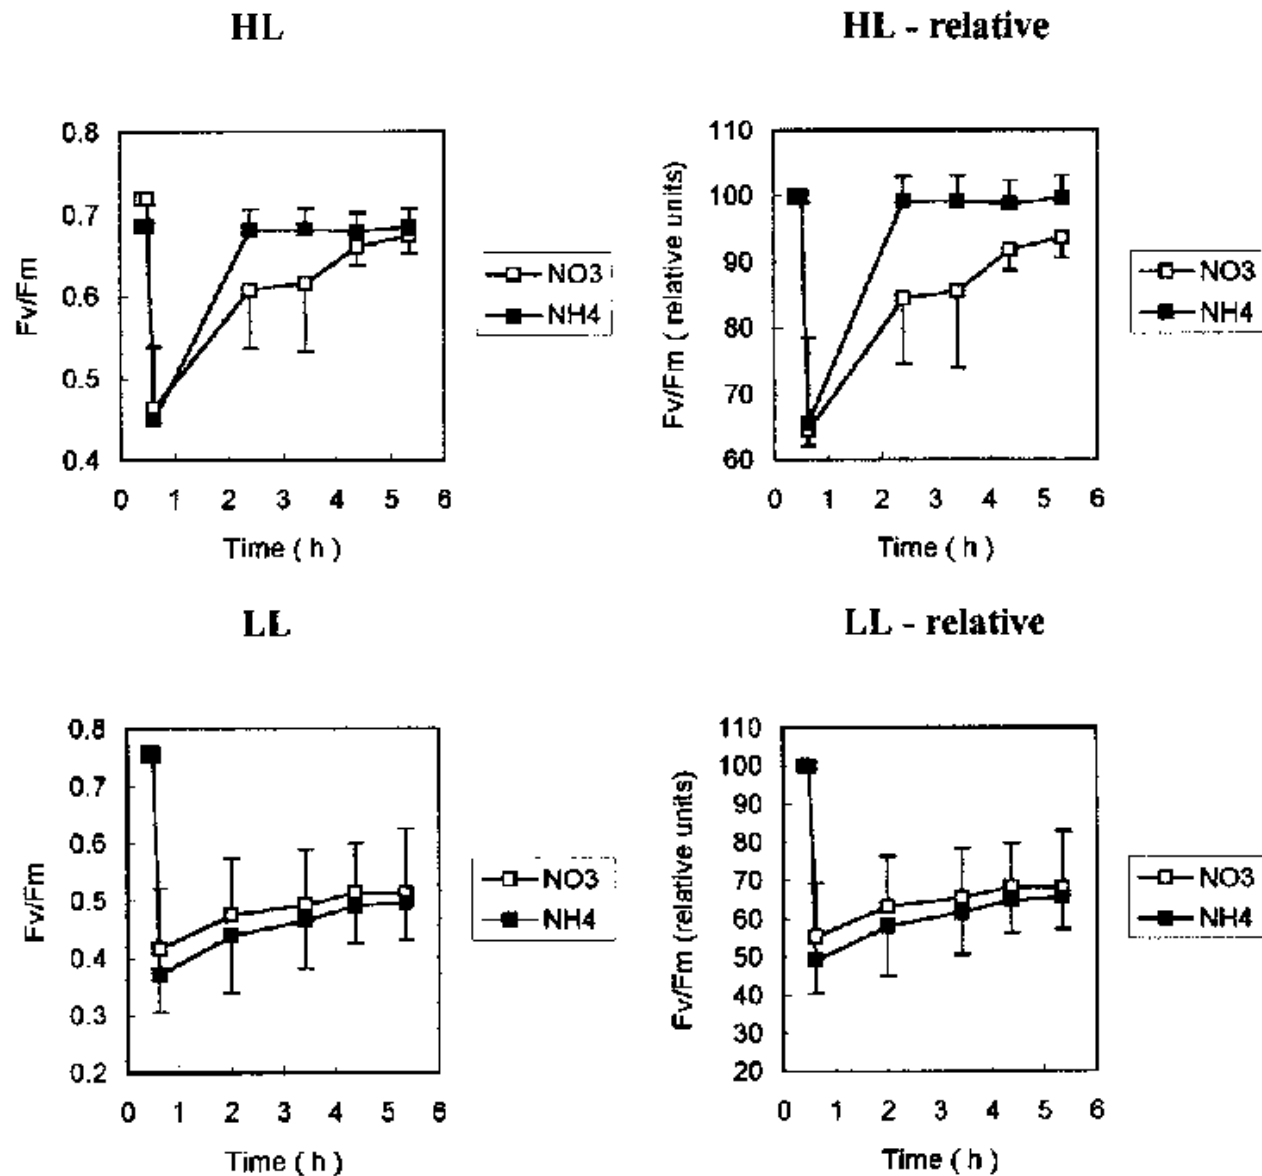 HL
HL - relative
0.8
0.7
0.6
0.5
0.4
Fv/Fm
0 1 2 3 4 5 6
Time ( h )
NO3
NH4
110
100
90
80
70
60
Fv/Fm ( relative units)
0 1 2 3 4 5 6
Time ( h )
NO3
NH4
LL
LL - relative
0.8
0.7
0.6
0.5
0.4
0.3
0.2
Fv/Fm
0 1 2 3 4 5 6
Time ( h )
NO3
NH4
110
100
90
80
70
60
50
40
30
20
Fv/Fm (relative units)
0 1 2 3 4 5 6
Time ( h )
NO3
NH4